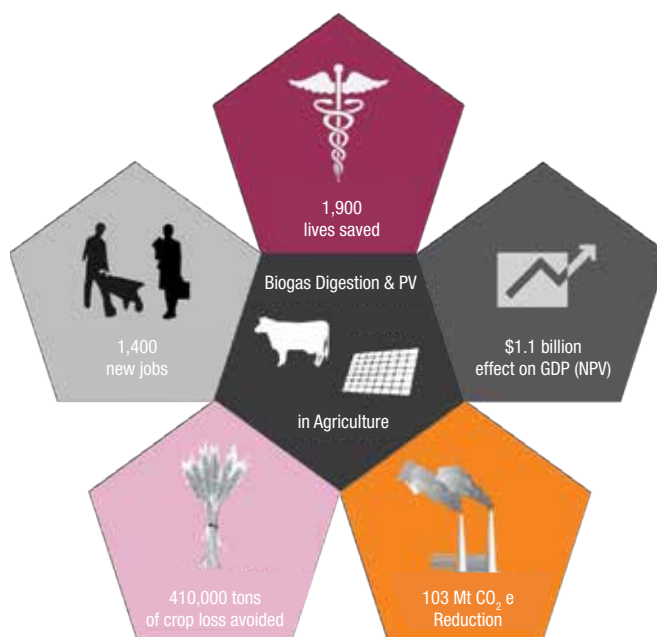 1,900
lives saved
Biogas Digestion & PV
in Agriculture
1,400
new jobs
$1.1 billion
effect on GDP (NPV)
410,000 tons
of crop loss avoided
103 Mt CO₂ e
Reduction